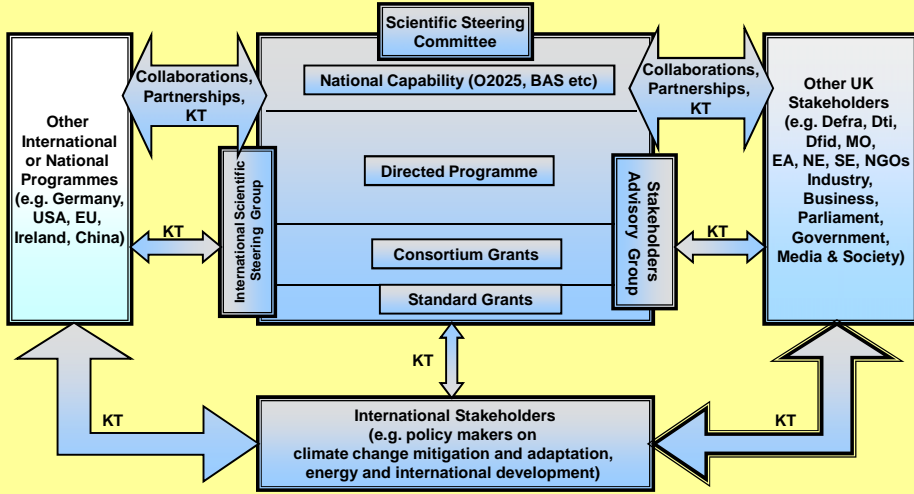 Scientific Steering
Committee
Collaborations,
Partnerships,
KT
National Capability (O2025, BAS etc)
Collaborations,
Partnerships,
KT
Other
International
or National
Programmes
(e.g. Germany,
USA, EU,
Ireland, China)
Other UK
Stakeholders
(e.g. Defra, Dti,
Dfid, MO,
EA, NE, SE, NGOs
Industry,
Business,
Parliament,
Government,
Media & Society)
International Scientific
Steering Group
Directed Programme
Stakeholders
Advisory Group
KT
KT
Consortium Grants
Standard Grants
KT
KT
KT
International Stakeholders
(e.g. policy makers on
climate change mitigation and adaptation,
energy and international development)